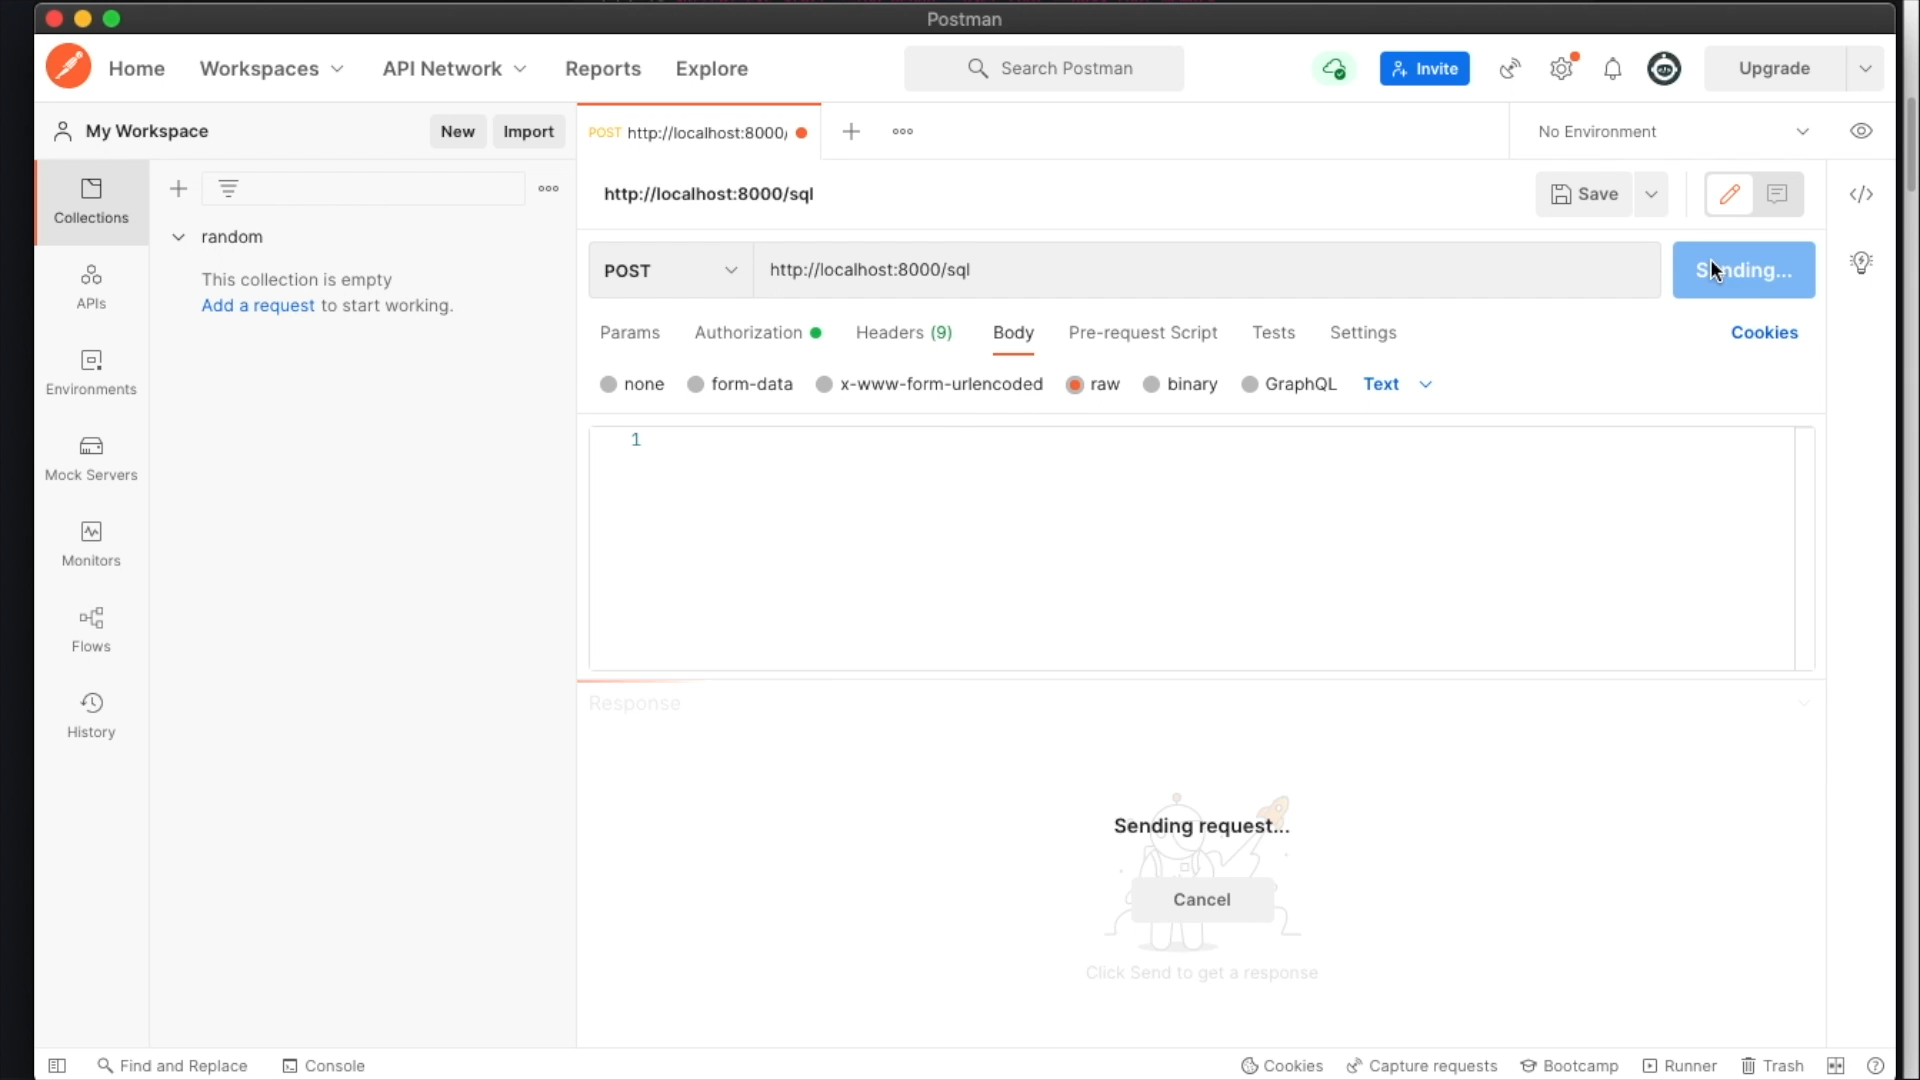 Postman
Home Workspaces API Network Reports Explore
Search Postman
Invite
Upgrade
My Workspace New Import
POST http://localhost:8000/
No Environment
http://localhost:8000/sql
Save
Collections
random
This collection is empty
Add a request to start working.
POST http://localhost:8000/sql
Sending...
Params Authorization Headers (9) Body Pre-request Script Tests Settings Cookies
none form-data x-www-form-urlencoded raw binary GraphQL Text
1
APIs
Environments
Mock Servers
Monitors
Flows
History
Response
Sending request...
Cancel
Click Send to get a response
Find and Replace Console
Cookies Capture requests Bootcamp Runner Trash